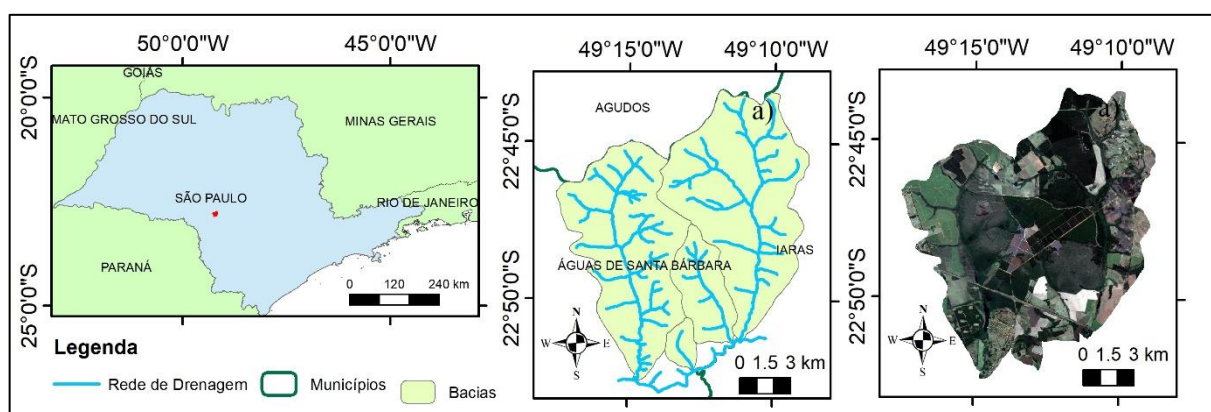 50°0'0"W 45°0'0"W
20°0'0"S
25°0'0"S
GOIÁS
MATO GROSSO DO SUL
MINAS GERAIS
SÃO PAULO
RIO DE JANEIRO
PARANÁ
0 120 240 km
Legenda
Rede de Drenagem
Municípios
Bacias
49°15'0"W 49°10'0"W
22°45'0"S
22°50'0"S
AGUDOS
a)
IARAS
ÁGUAS DE SANTA BÁRBARA
N
W E
S
0 1.5 3 km
49°15'0"W 49°10'0"W
22°45'0"S
22°50'0"S
a)
N
W E
S
0 1.5 3 km